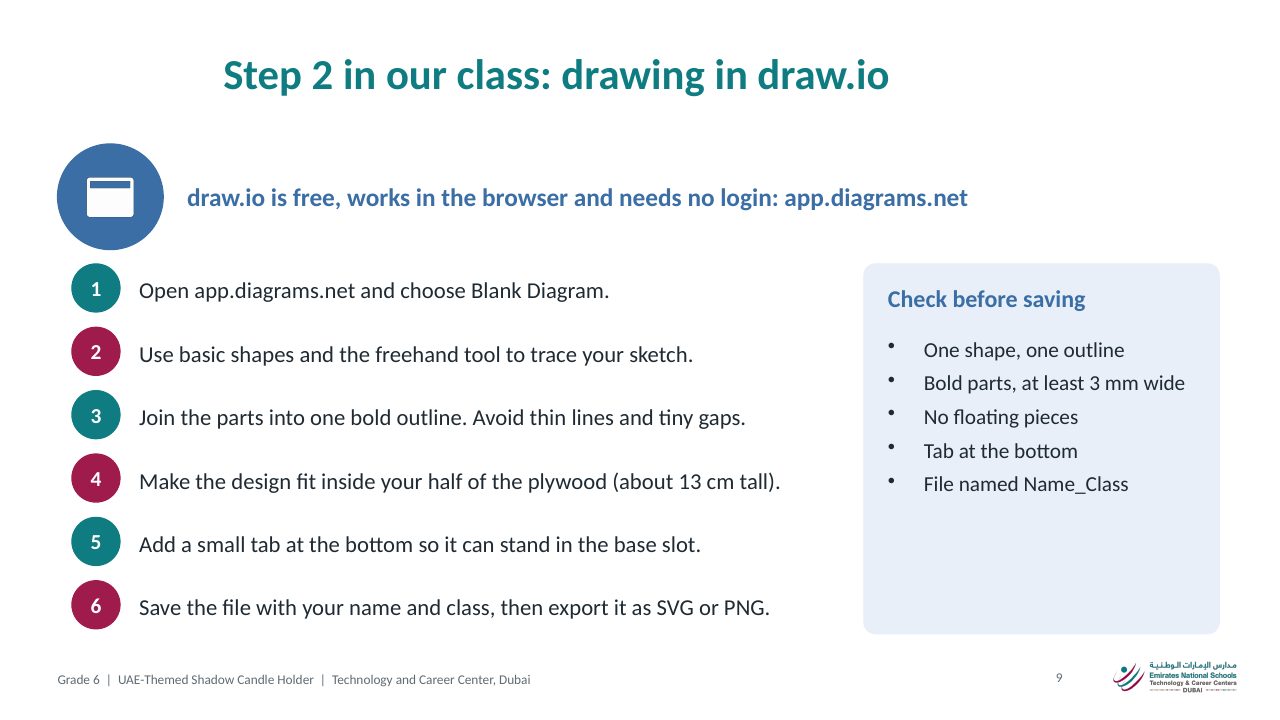 Step 2 in our class: drawing in draw.io
draw.io is free, works in the browser and needs no login: app.diagrams.net
1 Open app.diagrams.net and choose Blank Diagram.
2 Use basic shapes and the freehand tool to trace your sketch.
3 Join the parts into one bold outline. Avoid thin lines and tiny gaps.
4 Make the design fit inside your half of the plywood (about 13 cm tall).
5 Add a small tab at the bottom so it can stand in the base slot.
6 Save the file with your name and class, then export it as SVG or PNG.
Check before saving
• One shape, one outline
• Bold parts, at least 3 mm wide
• No floating pieces
• Tab at the bottom
• File named Name_Class
Grade 6 | UAE-Themed Shadow Candle Holder | Technology and Career Center, Dubai
9
مدارس الإمارات الوطنية
Emirates National Schools
Technology & Career Centers
DUBAI